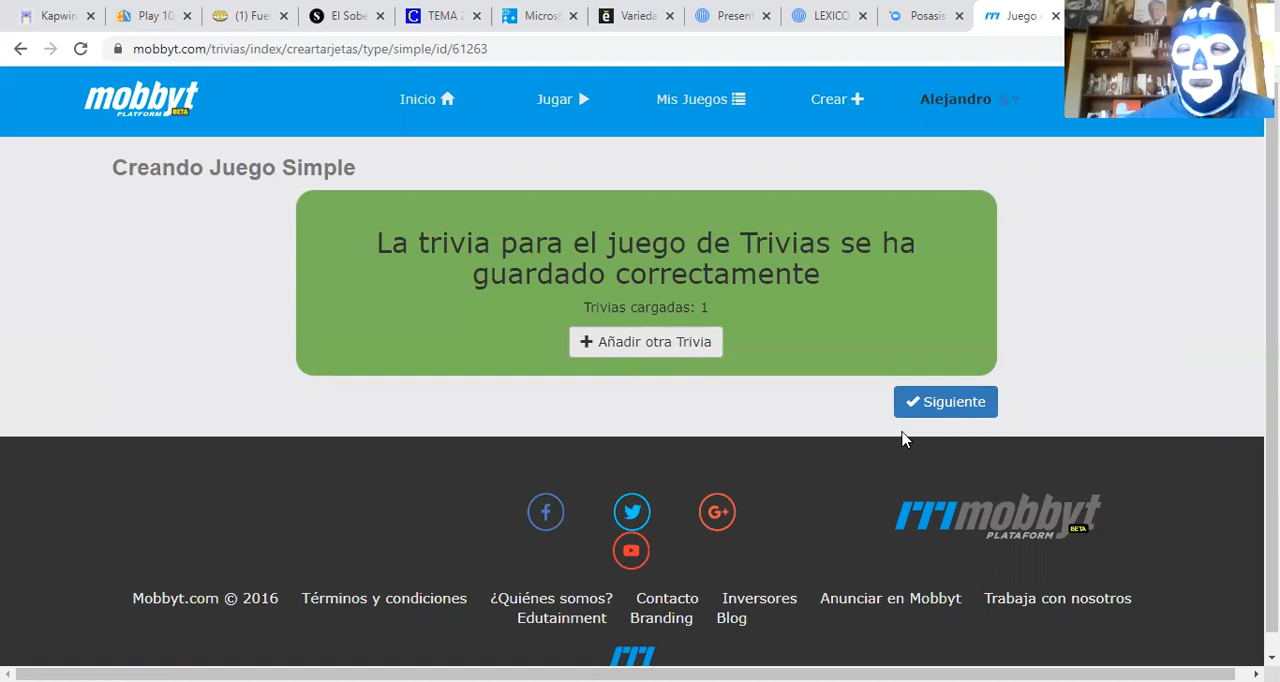 Kapwin
Play 10
(1) Fue
El Sobe
TEMA 2
Micros
Varieda
Present
LEXICO
Posasis
Juego
mobbyt.com/trivias/index/creartarjetas/type/simple/id/61263
mobbyt
PLATFORM BETA
Inicio
Jugar
Mis Juegos
Crear
Alejandro
Creando Juego Simple
La trivia para el juego de Trivias se ha
guardado correctamente
Trivias cargadas: 1
Añadir otra Trivia
Siguiente
mobbyt
PLATAFORM BETA
Mobbyt.com © 2016
Términos y condiciones
¿Quiénes somos?
Contacto
Inversores
Anunciar en Mobbyt
Trabaja con nosotros
Edutainment
Branding
Blog